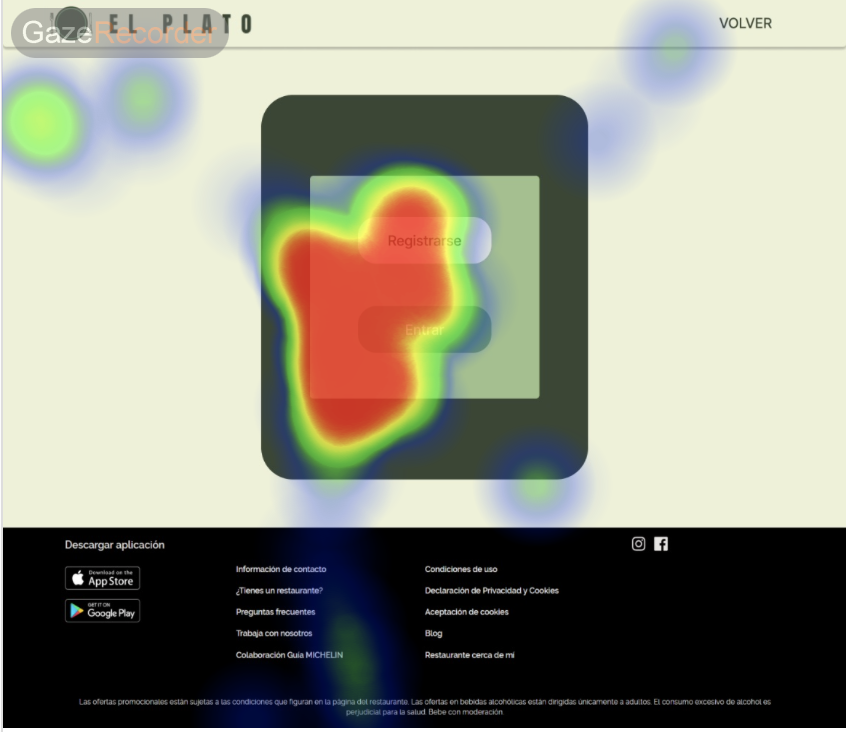 EL PLATO
GazeRecorder
VOLVER
Registrarse
Entrar
Descargar aplicación
Download on the
App Store
GET IT ON
Google Play
Información de contacto
¿Tienes un restaurante?
Preguntas frecuentes
Trabaja con nosotros
Colaboración Guía MICHELIN
Condiciones de uso
Declaración de Privacidad y Cookies
Aceptación de cookies
Blog
Restaurante cerca de mi
Las ofertas promocionales están sujetas a las condiciones que figuran en la página del restaurante. Las ofertas en bebidas alcohólicas están dirigidas únicamente a adultos. El consumo excesivo de alcohol es
perjudicial para la salud. Bebe con moderación.